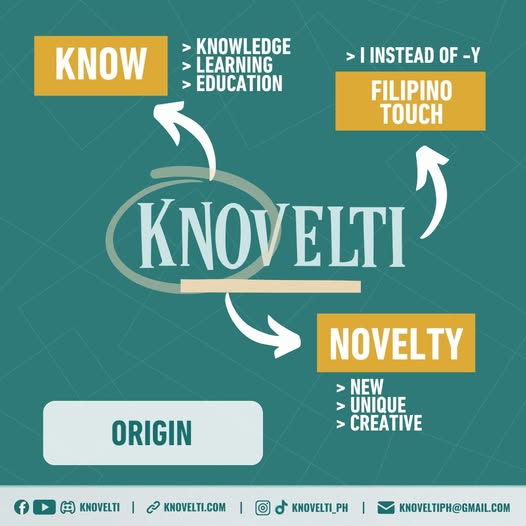 KNOW
> KNOWLEDGE
> LEARNING
> EDUCATION
> I INSTEAD OF -Y
FILIPINO
TOUCH
KNOVELTI
NOVELTY
> NEW
> UNIQUE
> CREATIVE
ORIGIN
KNOVELTI | KNOVELTI.COM | KNOVELTI_PH | KNOVELTIPH@GMAIL.COM